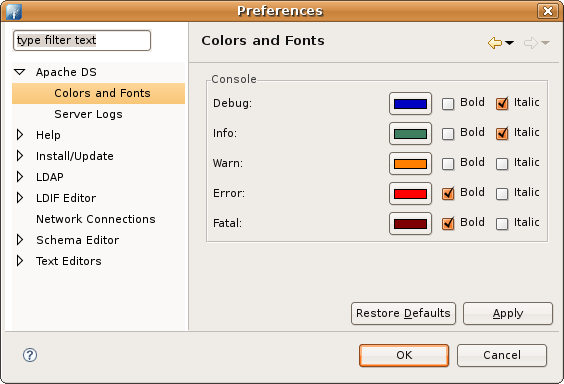 Preferences
type filter text
Apache DS
Colors and Fonts
Server Logs
Help
Install/Update
LDAP
LDIF Editor
Network Connections
Schema Editor
Text Editors
Colors and Fonts
Console
Debug: Bold Italic
Info: Bold Italic
Warn: Bold Italic
Error: Bold Italic
Fatal: Bold Italic
Restore Defaults Apply
? OK Cancel